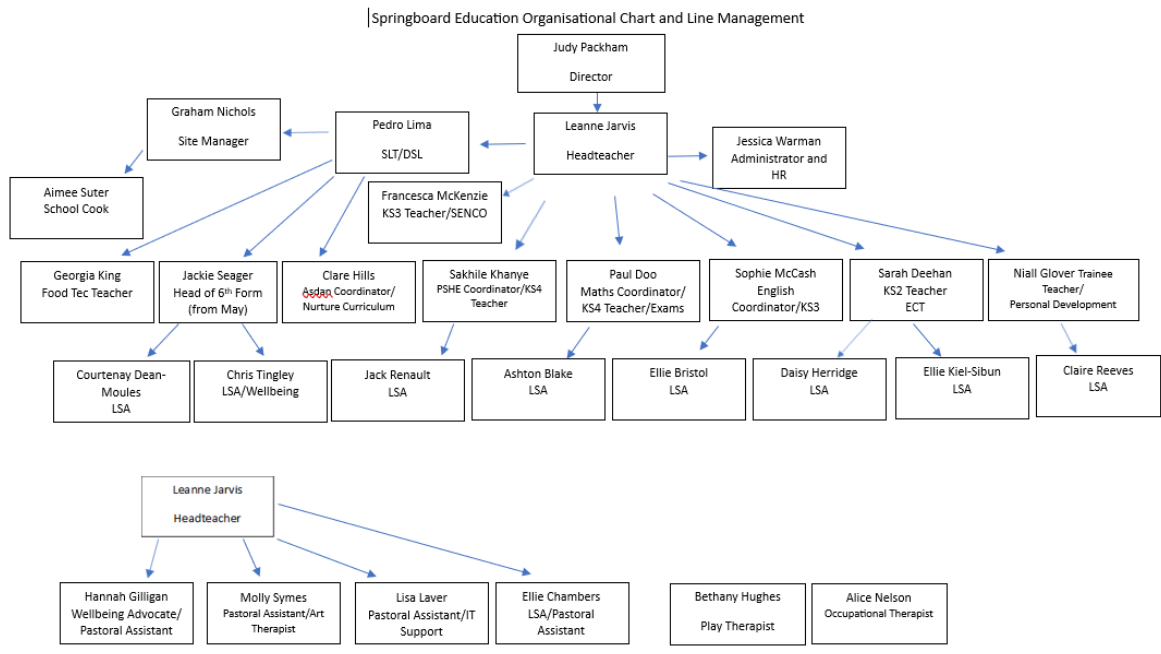 Springboard Education Organisational Chart and Line Management
Judy Packham
Director
Graham Nichols
Site Manager
Pedro Lima
SLT/DSL
Leanne Jarvis
Headteacher
Jessica Warman
Administrator and
HR
Aimee Suter
School Cook
Francesca McKenzie
KS3 Teacher/SENCO
Georgia King
Food Tec Teacher
Jackie Seager
Head of 6th Form
(from May)
Clare Hills
Asdan Coordinator/
Nurture Curriculum
Sakhile Khanye
PSHE Coordinator/KS4
Teacher
Paul Doo
Maths Coordinator/
KS4 Teacher/Exams
Sophie McCash
English
Coordinator/KS3
Sarah Deehan
KS2 Teacher
ECT
Niall Glover Trainee
Teacher/
Personal Development
Courtenay Dean-
Moules
LSA
Chris Tingley
LSA/Wellbeing
Jack Renault
LSA
Ashton Blake
LSA
Ellie Bristol
LSA
Daisy Herridge
LSA
Ellie Kiel-Sibun
LSA
Claire Reeves
LSA
Leanne Jarvis
Headteacher
Hannah Gilligan
Wellbeing Advocate/
Pastoral Assistant
Molly Symes
Pastoral Assistant/Art
Therapist
Lisa Laver
Pastoral Assistant/IT
Support
Ellie Chambers
LSA/Pastoral
Assistant
Bethany Hughes
Play Therapist
Alice Nelson
Occupational Therapist